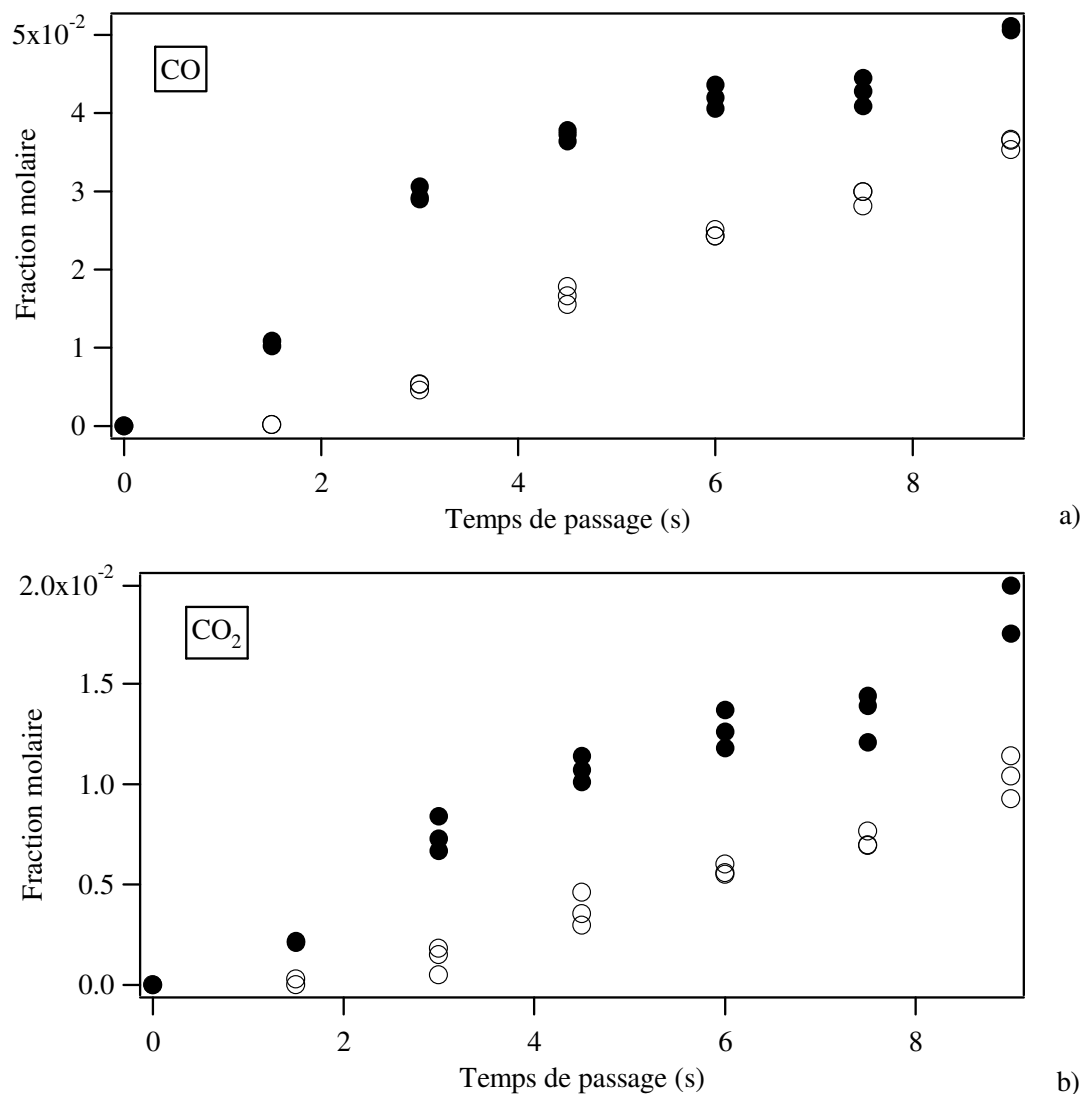 5x10-2
CO
4
3
2
1
0
Fraction molaire
0 2 4 6 8
Temps de passage (s)
a)
2.0x10-2
CO2
1.5
1.0
0.5
0.0
Fraction molaire
0 2 4 6 8
Temps de passage (s)
b)